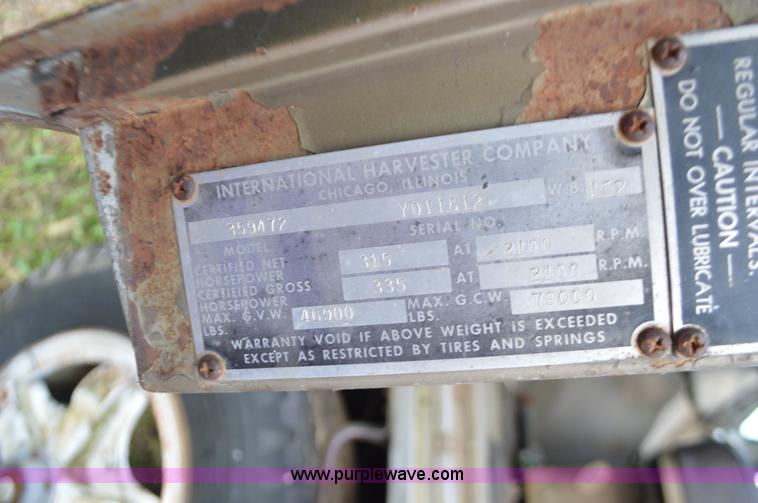 INTERNATIONAL HARVESTER COMPANY
CHICAGO, ILLINOIS
W.B. 152
359472 Y011812
MODEL SERIAL NO.
CERTIFIED NET HORSEPOWER 315 AT 2100 R.P.M.
CERTIFIED GROSS HORSEPOWER 335 AT 2100 R.P.M.
MAX. G.V.W. LBS. 46900 MAX. G.C.W. LBS. 78000
WARRANTY VOID IF ABOVE WEIGHT IS EXCEEDED
EXCEPT AS RESTRICTED BY TIRES AND SPRINGS
REGULAR INTERVALS.
— CAUTION —
DO NOT OVER LUBRICATE
www.purplewave.com